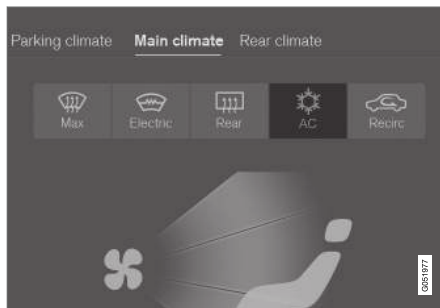 Parking climate Main climate Rear climate
Max Electric Rear AC Recirc
G051977